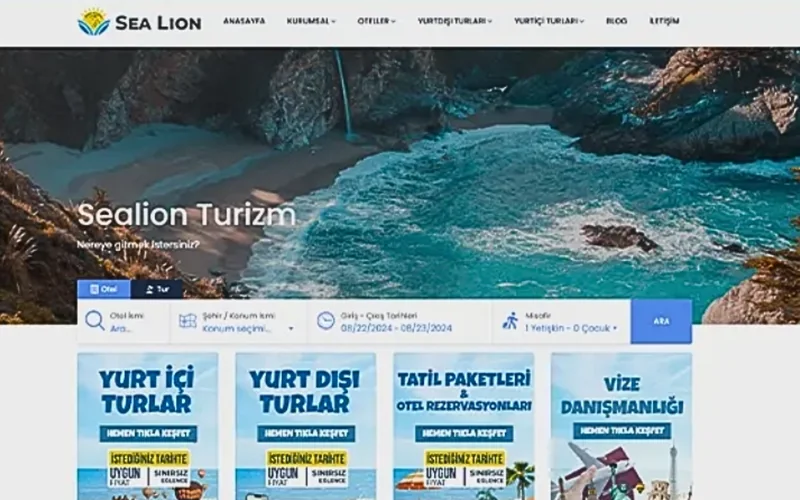 SEA LION
ANASAYFA KURUMSAL OTELLER YURTDIŞI TURLARI YURTİÇİ TURLARI BLOG İLETİŞİM
Sealion Turizm
Nereye gitmek istersiniz?
Otel Tur
Otel İsmi
Ara...
Şehir / Konum İsmi
Konum seçimi...
Giriş - Çıkış Tarihleri
08/22/2024 - 08/23/2024
Misafir
1 Yetişkin - 0 Çocuk
ARA
YURT İÇİ
TURLAR
HEMEN TIKLA KEŞFET
İSTEDİĞİNİZ TARİHTE
UYGUN
FİYAT
SINIRSIZ
EĞLENCE
YURT DIŞI
TURLAR
HEMEN TIKLA KEŞFET
İSTEDİĞİNİZ TARİHTE
UYGUN
FİYAT
SINIRSIZ
EĞLENCE
TATİL PAKETLERİ
&
OTEL REZERVASYONLARI
HEMEN TIKLA KEŞFET
İSTEDİĞİNİZ TARİHTE
UYGUN
FİYAT
SINIRSIZ
EĞLENCE
VİZE
DANIŞMANLIĞI
HEMEN TIKLA KEŞFET